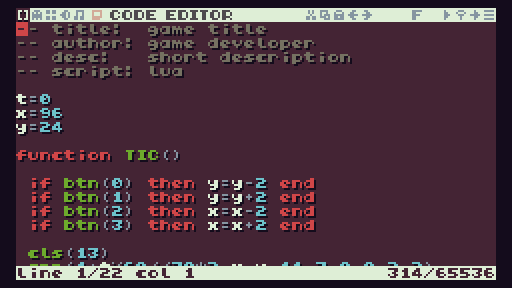 CODE EDITOR F
-- title:  game title
-- author: game developer
-- desc:   short description
-- script: lua
t=0
x=96
y=24
function TIC()
if btn(0) then y=y-2 end
if btn(1) then y=y+2 end
if btn(2) then x=x-2 end
if btn(3) then x=x+2 end
cls(13)
line 1/22 col 1 314/65536